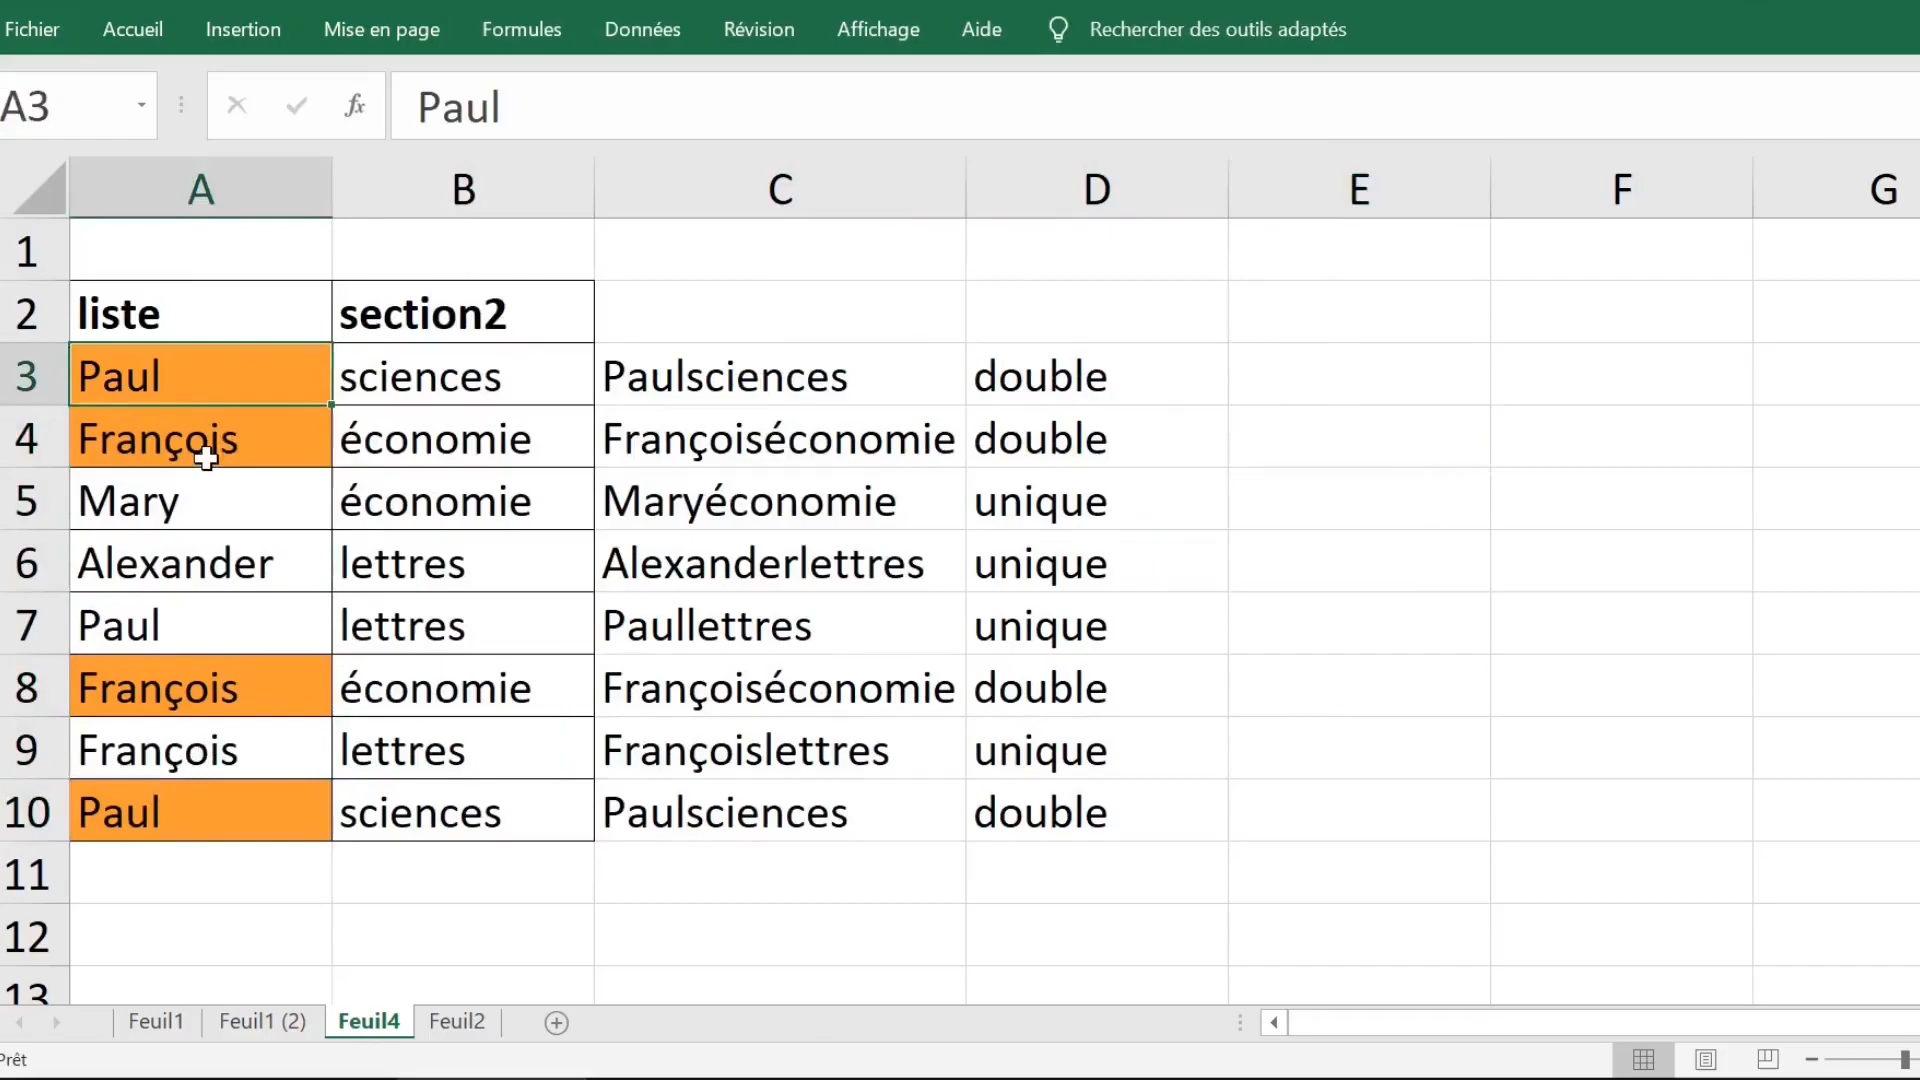 Fichier Accueil Insertion Mise en page Formules Données Révision Affichage Aide Rechercher des outils adaptés
A3 fx Paul
A B C D E F G
1
2 liste section2
3 Paul sciences Paulsciences double
4 François économie Françoiséconomie double
5 Mary économie Maryéconomie unique
6 Alexander lettres Alexanderlettres unique
7 Paul lettres Paullettres unique
8 François économie Françoiséconomie double
9 François lettres Françoislettres unique
10 Paul sciences Paulsciences double
11
12
13
Feuil1 Feuil1 (2) Feuil4 Feuil2
Prêt